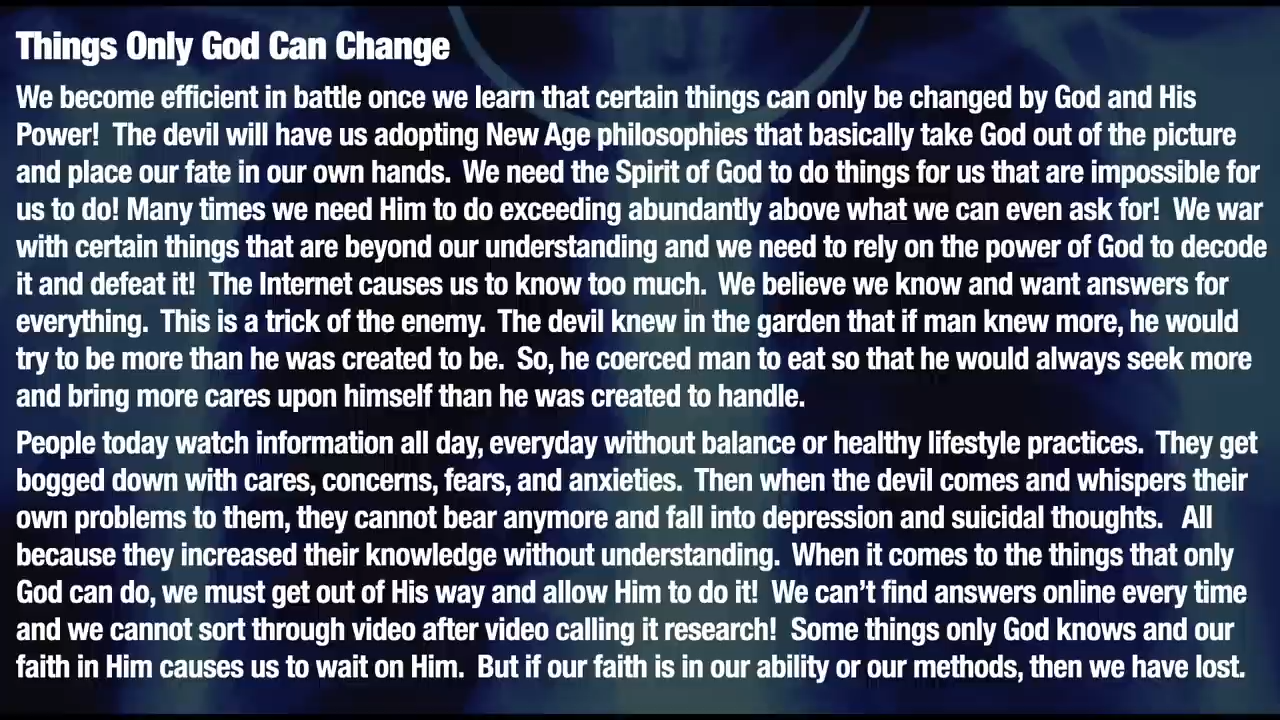 Things Only God Can Change
We become efficient in battle once we learn that certain things can only be changed by God and His
Power!  The devil will have us adopting New Age philosophies that basically take God out of the picture
and place our fate in our own hands.  We need the Spirit of God to do things for us that are impossible for
us to do! Many times we need Him to do exceeding abundantly above what we can even ask for!  We war
with certain things that are beyond our understanding and we need to rely on the power of God to decode
it and defeat it!  The Internet causes us to know too much.  We believe we know and want answers for
everything.  This is a trick of the enemy.  The devil knew in the garden that if man knew more, he would
try to be more than he was created to be.  So, he coerced man to eat so that he would always seek more
and bring more cares upon himself than he was created to handle.
People today watch information all day, everyday without balance or healthy lifestyle practices.  They get
bogged down with cares, concerns, fears, and anxieties.  Then when the devil comes and whispers their
own problems to them, they cannot bear anymore and fall into depression and suicidal thoughts.   All
because they increased their knowledge without understanding.  When it comes to the things that only
God can do, we must get out of His way and allow Him to do it!  We can’t find answers online every time
and we cannot sort through video after video calling it research!  Some things only God knows and our
faith in Him causes us to wait on Him.  But if our faith is in our ability or our methods, then we have lost.